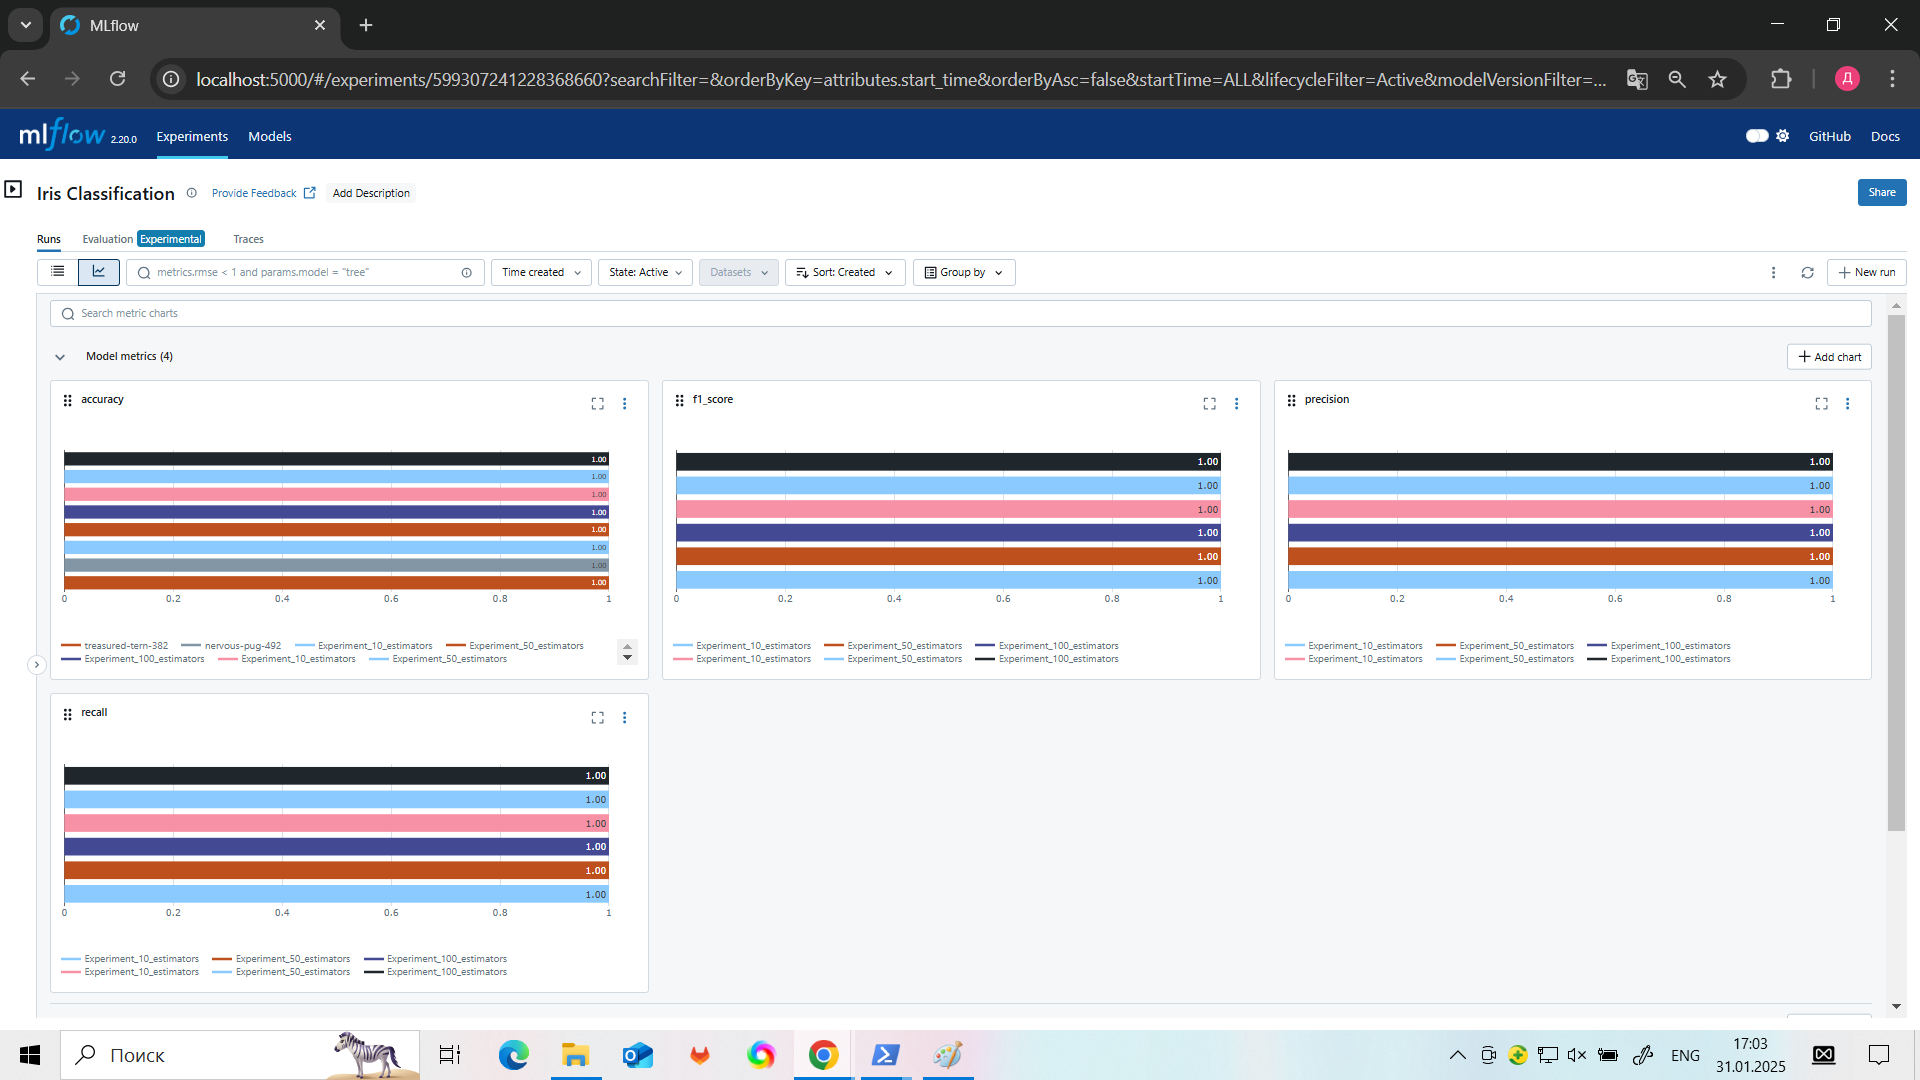 MLflow
localhost:5000/#/experiments/599307241228368660?searchFilter=&orderByKey=attributes.start_time&orderByAsc=false&startTime=ALL&lifecycleFilter=Active&modelVersionFilter=...
Д
mlflow 2.20.0 Experiments Models GitHub Docs
Iris Classification Provide Feedback Add Description Share
Runs Evaluation Experimental Traces
metrics.rmse < 1 and params.model = "tree" Time created State: Active Datasets Sort: Created Group by New run
Search metric charts
Model metrics (4) Add chart
accuracy
1.00
1.00
1.00
1.00
1.00
1.00
1.00
1.00
0 0.2 0.4 0.6 0.8 1
treasured-tern-382 nervous-pug-492 Experiment_10_estimators Experiment_50_estimators
Experiment_100_estimators Experiment_10_estimators Experiment_50_estimators
f1_score
1.00
1.00
1.00
1.00
1.00
1.00
0 0.2 0.4 0.6 0.8 1
Experiment_10_estimators Experiment_50_estimators Experiment_100_estimators
Experiment_10_estimators Experiment_50_estimators Experiment_100_estimators
precision
1.00
1.00
1.00
1.00
1.00
1.00
0 0.2 0.4 0.6 0.8 1
Experiment_10_estimators Experiment_50_estimators Experiment_100_estimators
Experiment_10_estimators Experiment_50_estimators Experiment_100_estimators
recall
1.00
1.00
1.00
1.00
1.00
1.00
0 0.2 0.4 0.6 0.8 1
Experiment_10_estimators Experiment_50_estimators Experiment_100_estimators
Experiment_10_estimators Experiment_50_estimators Experiment_100_estimators
Поиск
ENG
17:03
31.01.2025